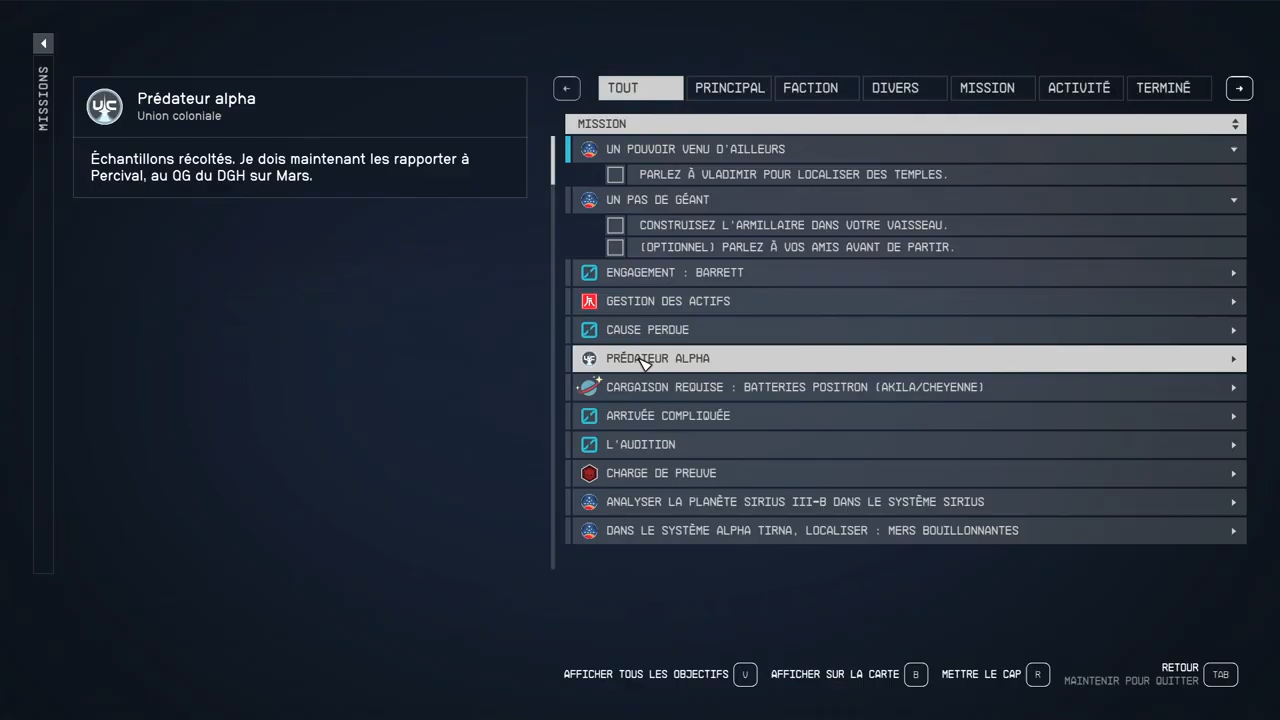 MISSIONS
UC
Prédateur alpha
Union coloniale
Échantillons récoltés. Je dois maintenant les rapporter à
Percival, au QG du DGH sur Mars.
TOUT
PRINCIPAL
FACTION
DIVERS
MISSION
ACTIVITÉ
TERMINÉ
MISSION
UN POUVOIR VENU D'AILLEURS
PARLEZ À VLADIMIR POUR LOCALISER DES TEMPLES.
UN PAS DE GÉANT
CONSTRUISEZ L'ARMILLAIRE DANS VOTRE VAISSEAU.
(OPTIONNEL) PARLEZ À VOS AMIS AVANT DE PARTIR.
ENGAGEMENT : BARRETT
GESTION DES ACTIFS
CAUSE PERDUE
PRÉDATEUR ALPHA
CARGAISON REQUISE : BATTERIES POSITRON (AKILA/CHEYENNE)
ARRIVÉE COMPLIQUÉE
L'AUDITION
CHARGE DE PREUVE
ANALYSER LA PLANÈTE SIRIUS III-B DANS LE SYSTÈME SIRIUS
DANS LE SYSTÈME ALPHA TIRNA, LOCALISER : MERS BOUILLONNANTES
AFFICHER TOUS LES OBJECTIFS V
AFFICHER SUR LA CARTE B
METTRE LE CAP R
RETOUR
MAINTENIR POUR QUITTER TAB